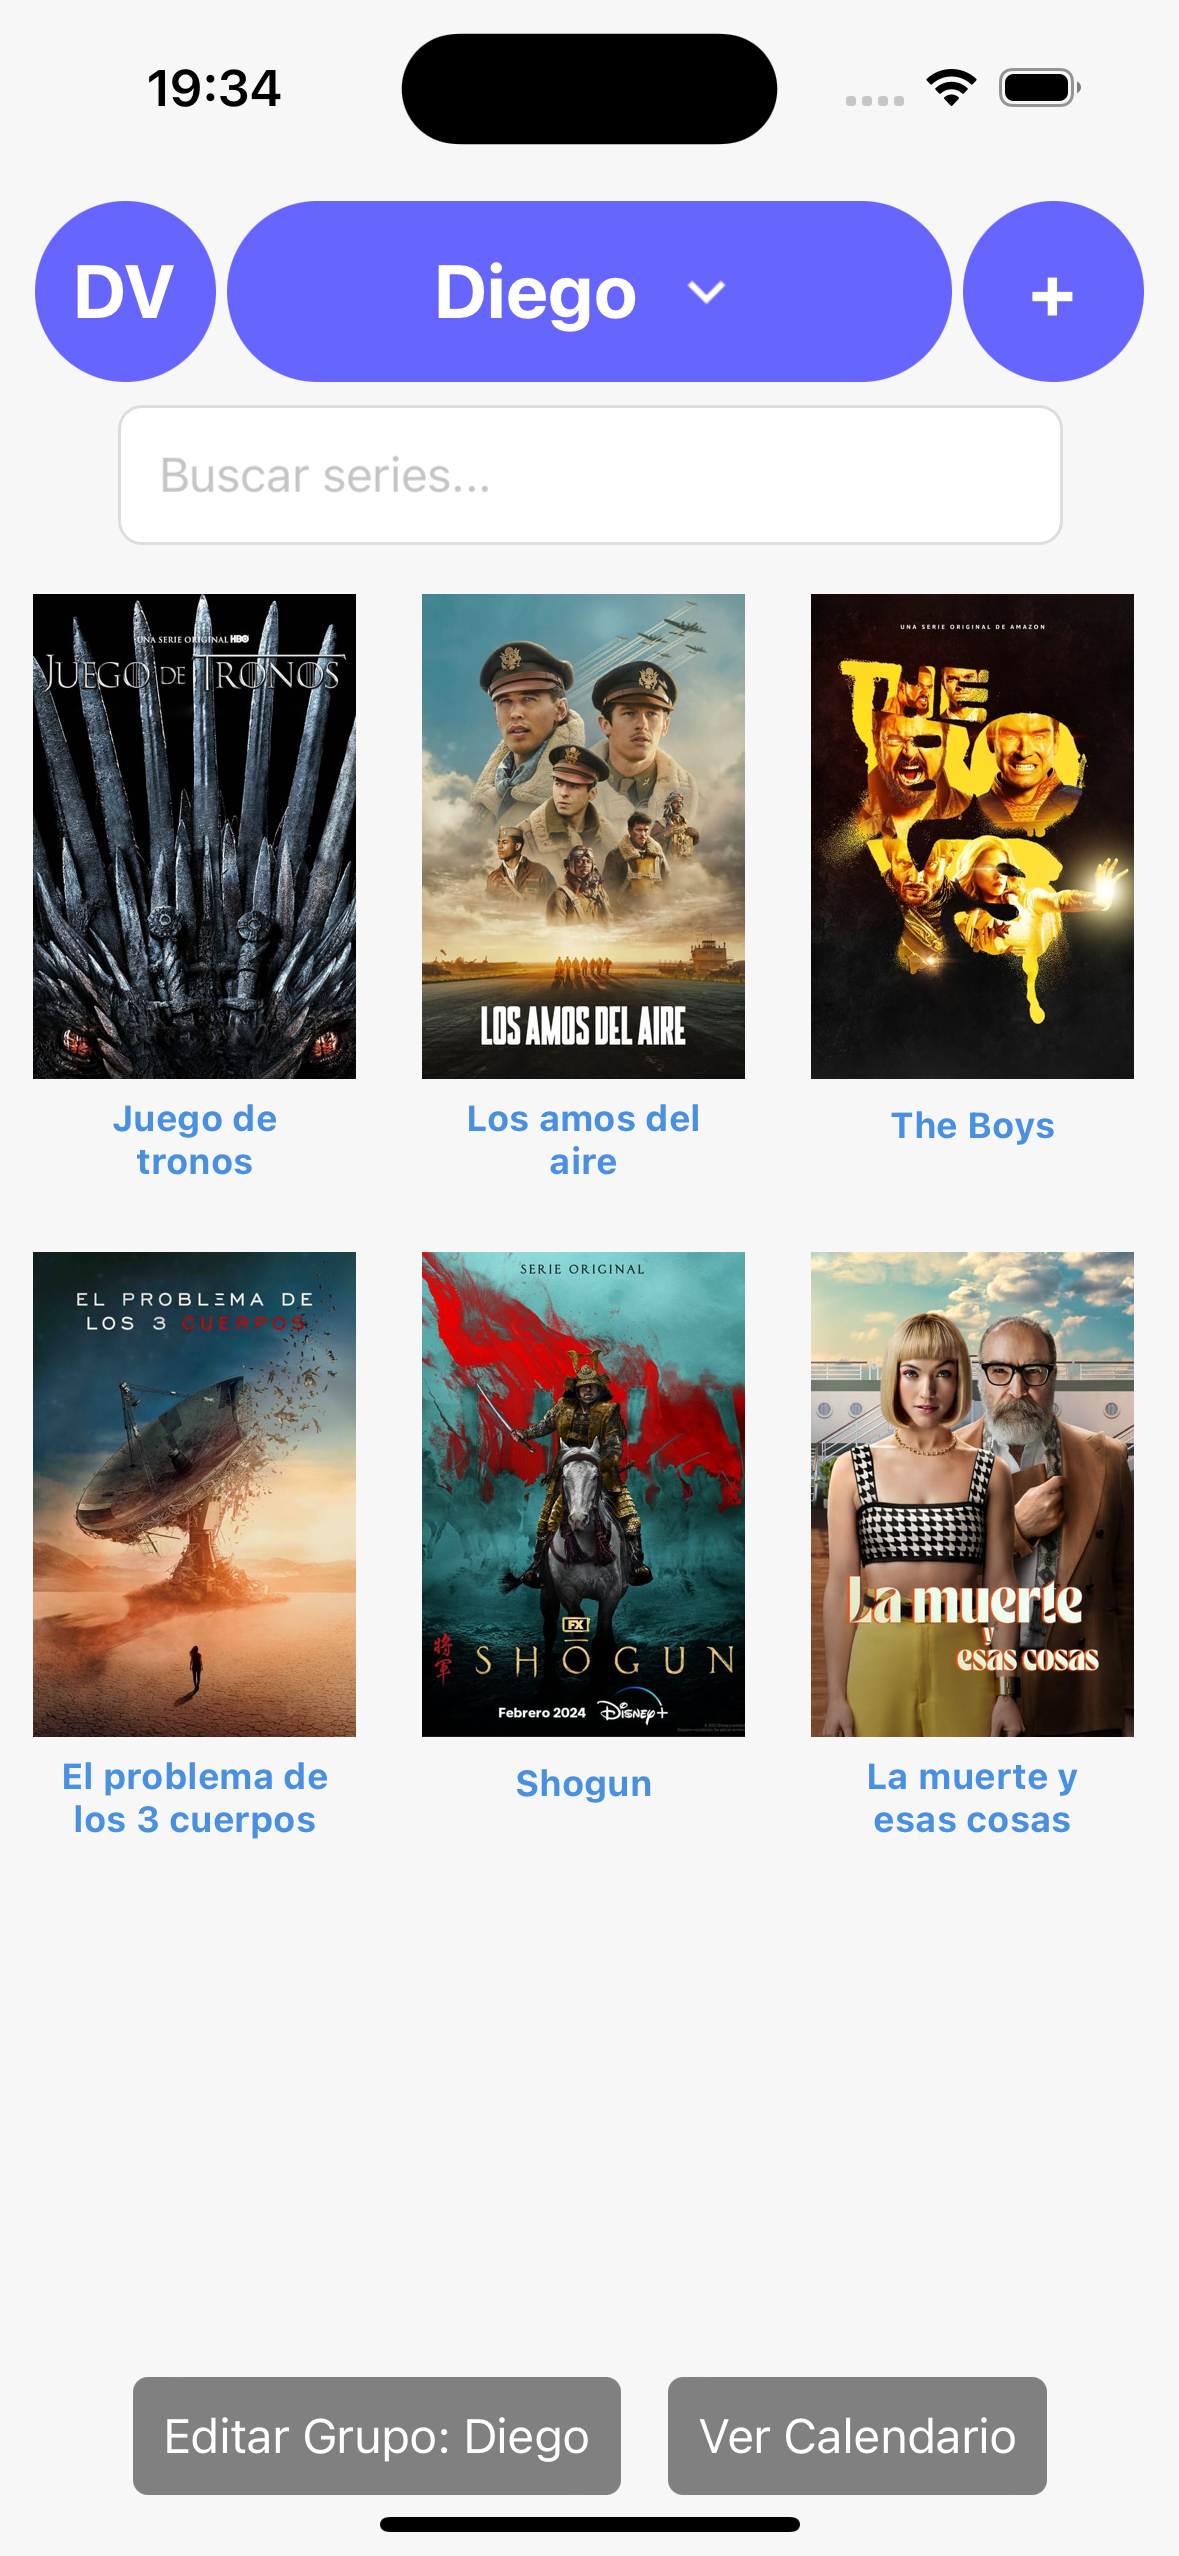 19:34
DV
Diego
+
Buscar series...
UNA SERIE ORIGINAL HBO
JUEGO DE TRONOS
LOS AMOS DEL AIRE
UNA SERIE ORIGINAL DE AMAZON
THE
BOYS
Juego de
tronos
Los amos del
aire
The Boys
EL PROBLEMA DE
LOS 3 CUERPOS
SERIE ORIGINAL
FX
将軍
SHŌGUN
Febrero 2024 Disney+
La muerte
y
esas cosas
El problema de
los 3 cuerpos
Shogun
La muerte y
esas cosas
Editar Grupo: Diego
Ver Calendario